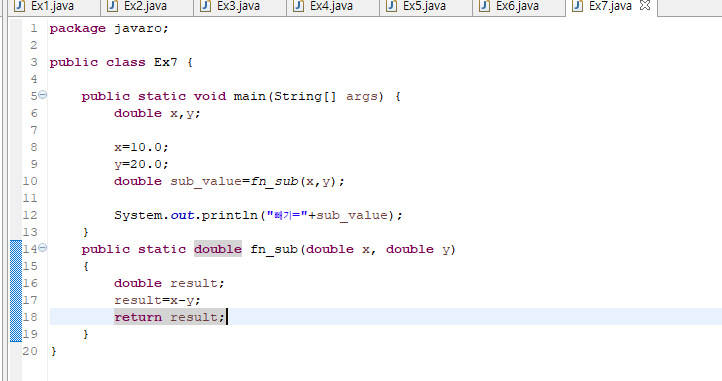 Ex1.java Ex2.java Ex3.java Ex4.java Ex5.java Ex6.java Ex7.java
1 package javaro;
2
3 public class Ex7 {
4
5 public static void main(String[] args) {
6 double x,y;
7
8 x=10.0;
9 y=20.0;
10 double sub_value=fn_sub(x,y);
11
12 System.out.println("빼기="+sub_value);
13 }
14 public static double fn_sub(double x, double y)
15 {
16 double result;
17 result=x-y;
18 return result;
19 }
20 }